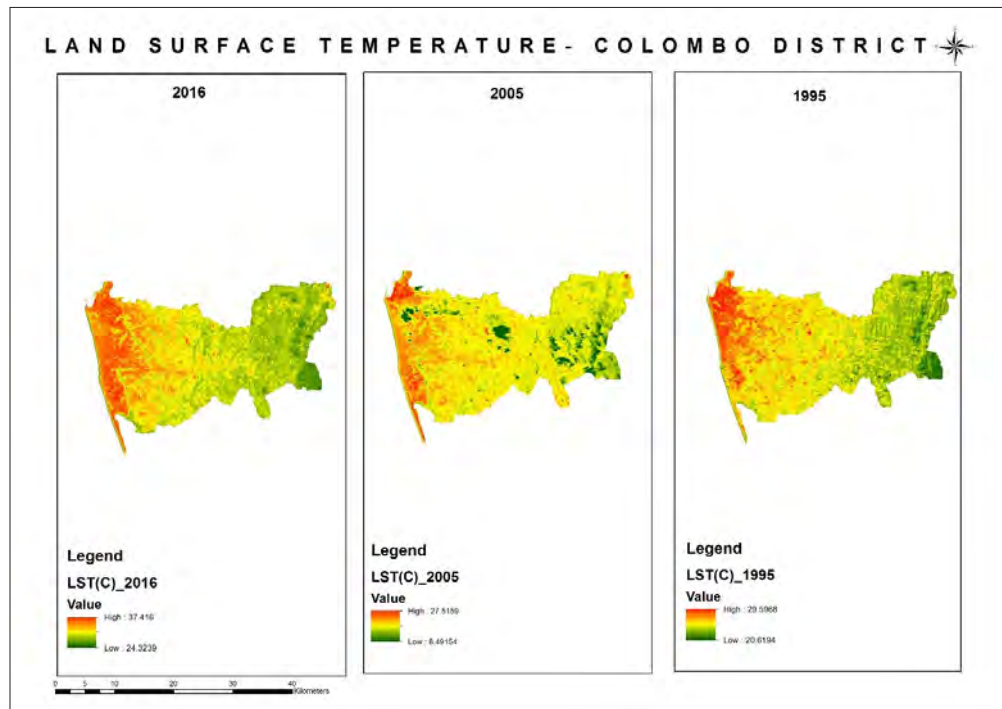 LAND SURFACE TEMPERATURE- COLOMBO DISTRICT
2016
Legend
LST(C)_2016
Value
High : 37.416
Low : 24.3239
0 5 10 20 30 40
Kilometers
2005
Legend
LST(C)_2005
Value
High : 27.5189
Low : 8.49154
1995
Legend
LST(C)_1995
Value
High : 29.5968
Low : 20.6194